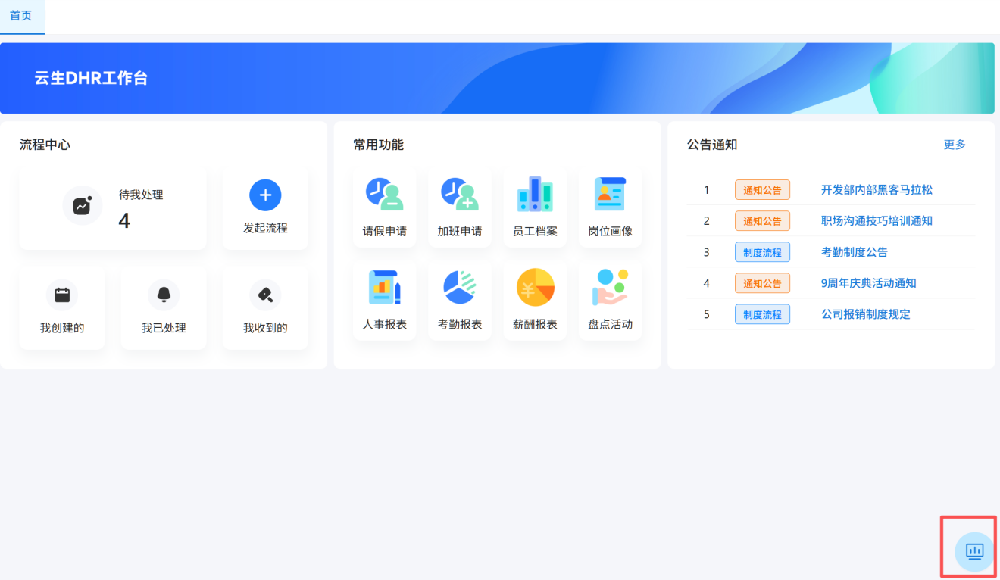 首页
云生DHR工作台
流程中心
待我处理
4
发起流程
我创建的
我已处理
我收到的
常用功能
请假申请
加班申请
员工档案
岗位画像
人事报表
考勤报表
薪酬报表
盘点活动
公告通知
更多
1 通知公告 开发部内部黑客马拉松
2 通知公告 职场沟通技巧培训通知
3 制度流程 考勤制度公告
4 通知公告 9周年庆典活动通知
5 制度流程 公司报销制度规定